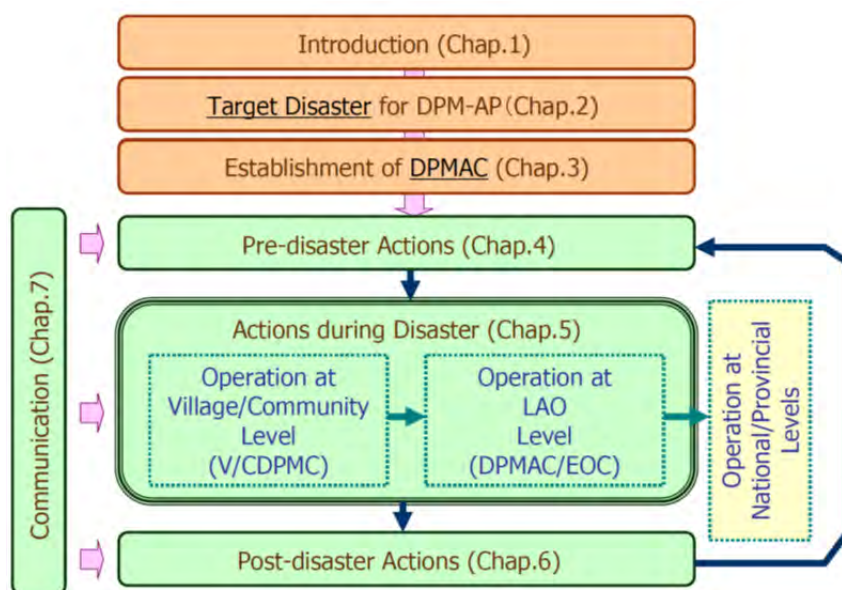 Introduction (Chap.1)
Target Disaster for DPM-AP(Chap.2)
Establishment of DPMAC (Chap.3)
Communication (Chap.7)
Pre-disaster Actions (Chap.4)
Actions during Disaster (Chap.5)
Operation at
Village/Community
Level
(V/CDPMC)
Operation at
LAO
Level
(DPMAC/EOC)
Operation at
National/Provincial
Levels
Post-disaster Actions (Chap.6)